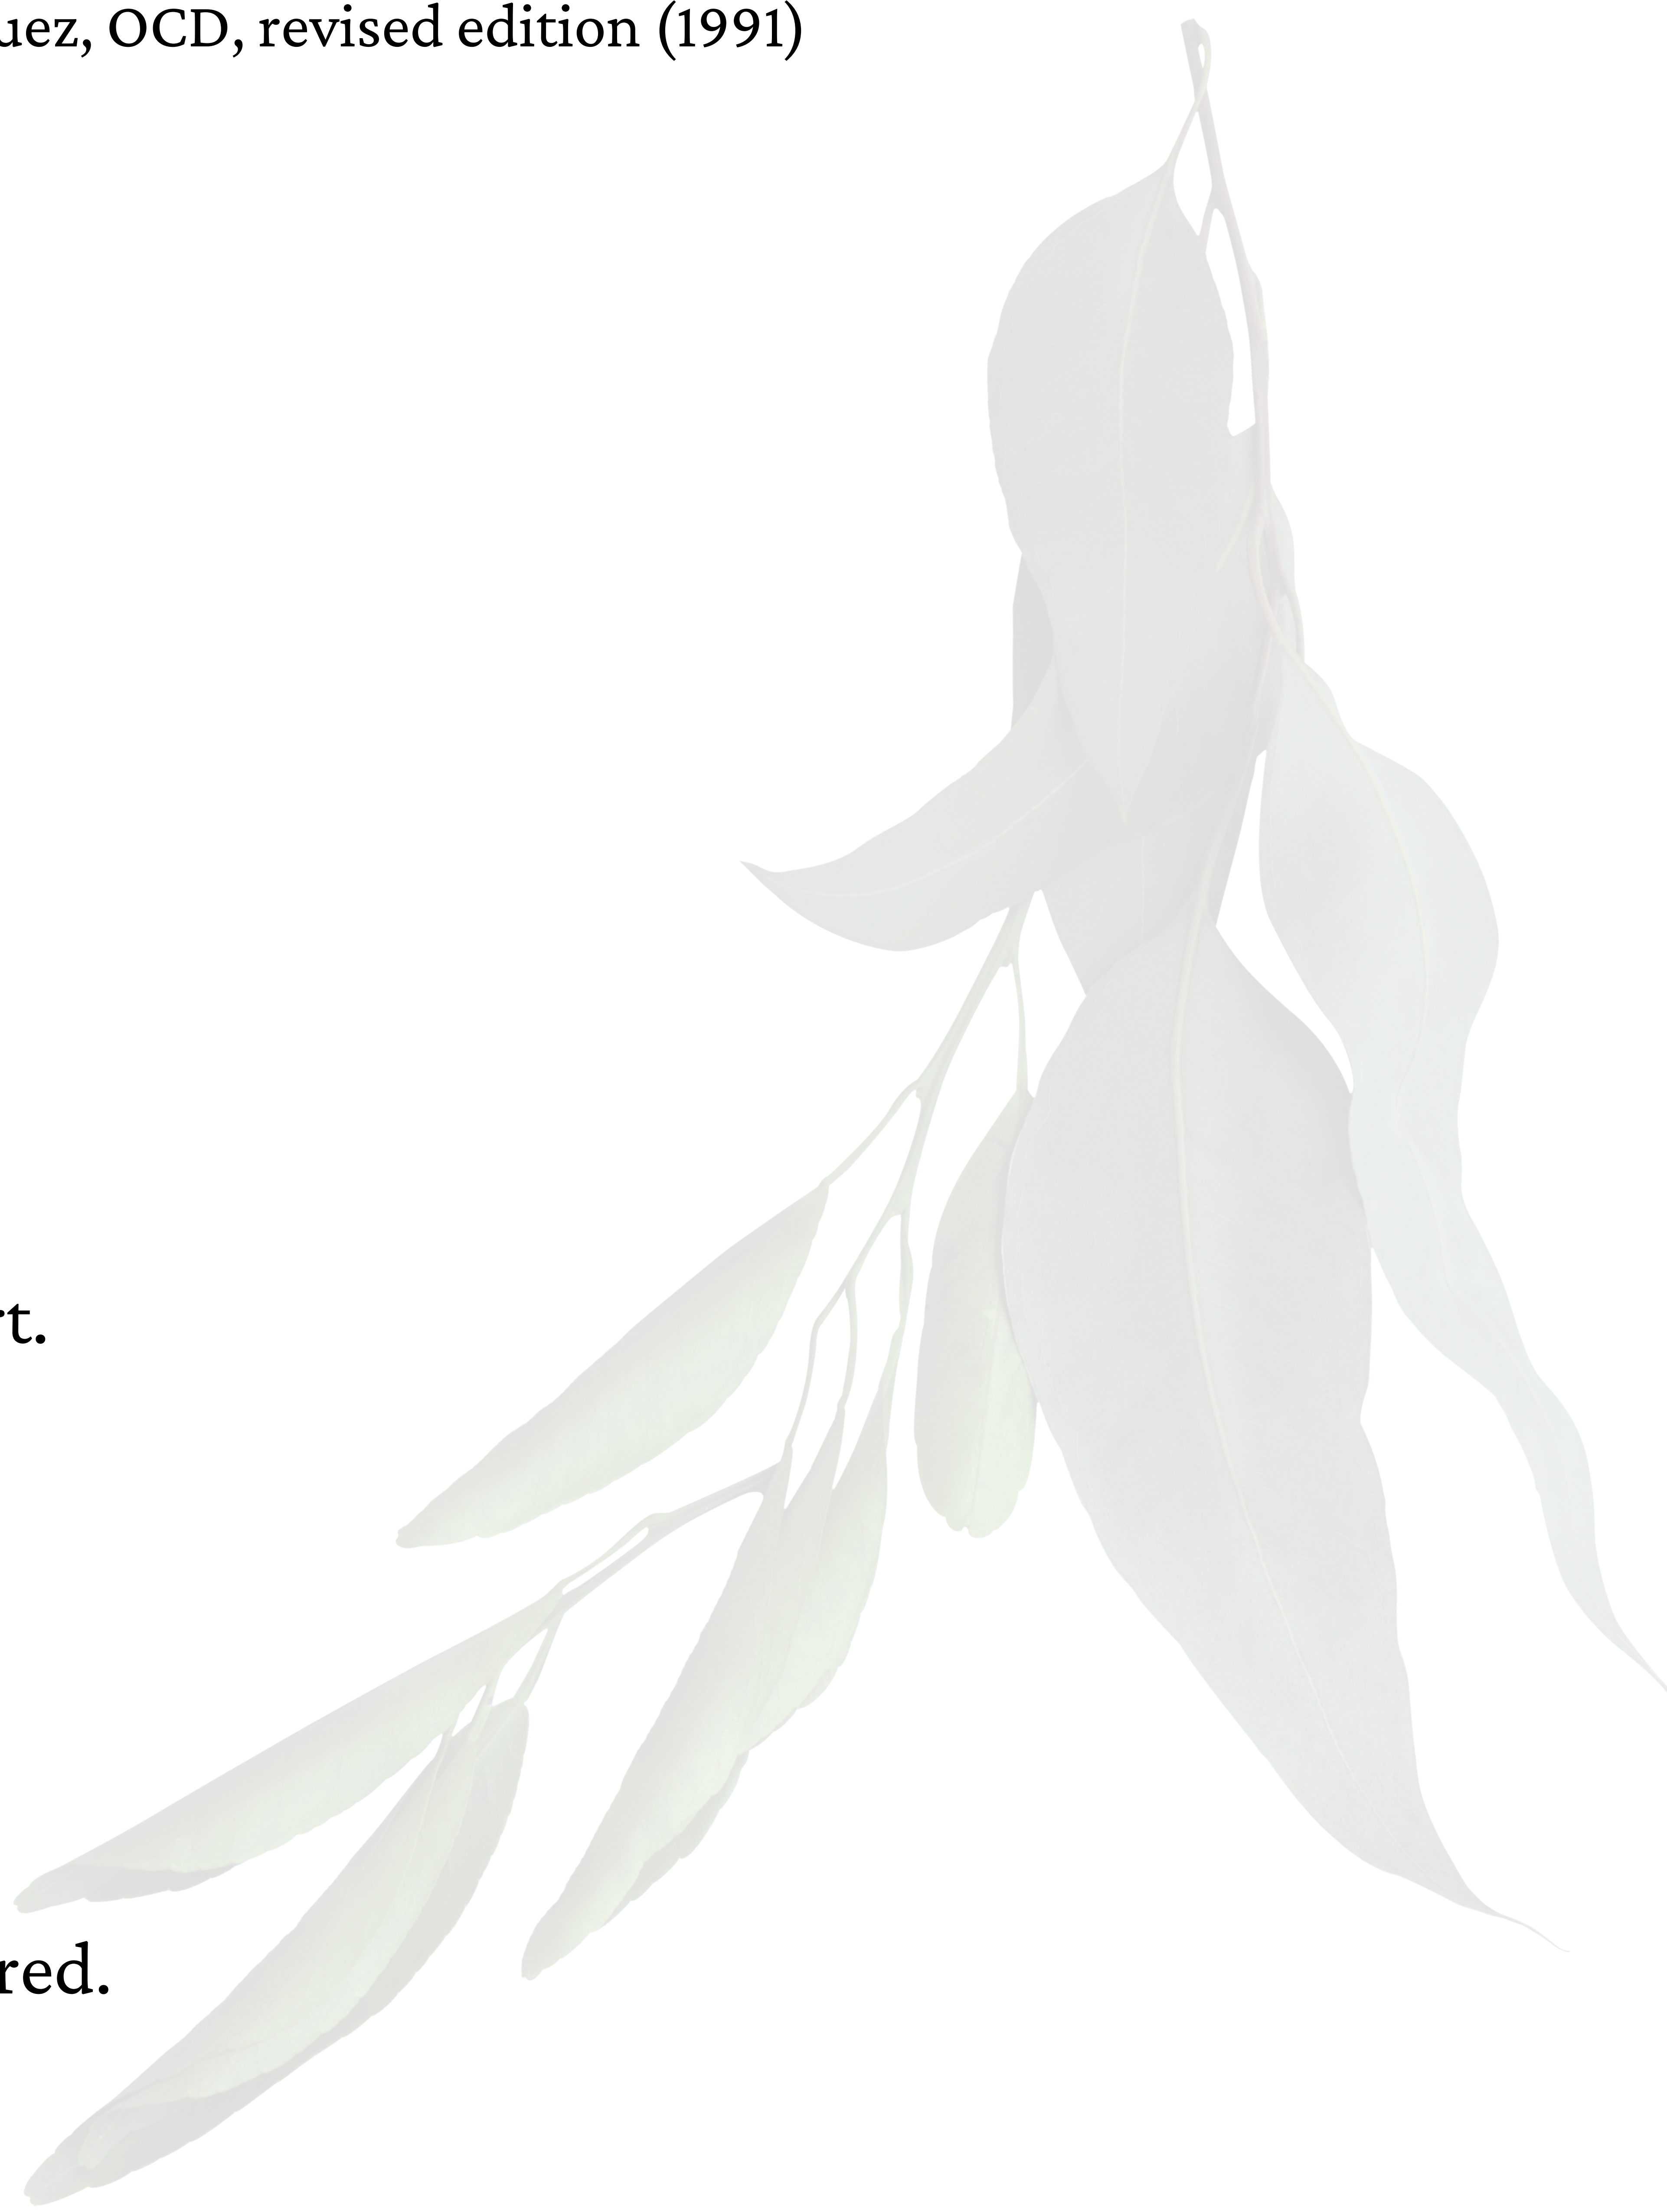 uez, OCD, revised edition (1991)
rt.
red.